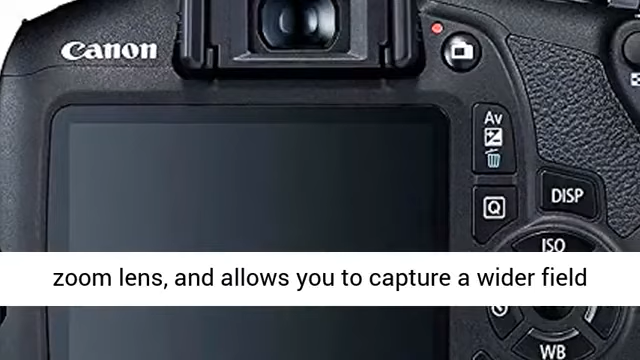 Canon
Av
Q
DISP
ISO
zoom lens, and allows you to capture a wider field
WB